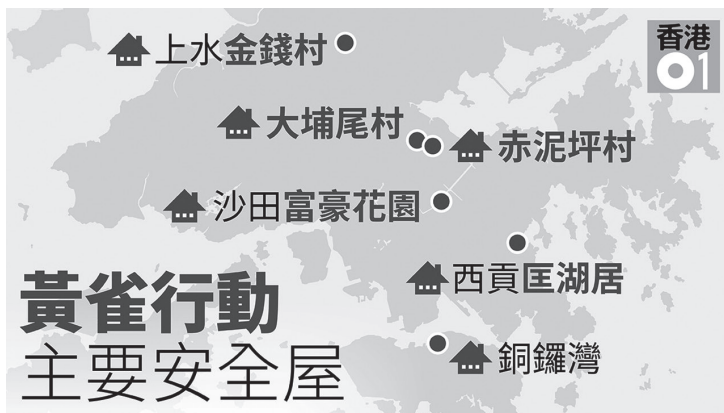 香港
01
上水金錢村
大埔尾村
赤泥坪村
沙田富豪花園
西貢匡湖居
銅鑼灣
黃雀行動
主要安全屋